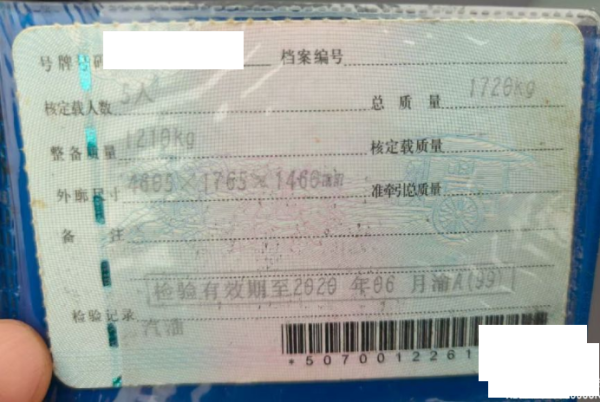 号牌号码 档案编号
核定载人数 5人 总质量 1720kg
整备质量 1210kg 核定载质量
外廓尺寸 4605×1765×1460mm 准牵引总质量
备注
检验有效期至2020年06月渝A(99)
检验记录 汽油
*5070012261